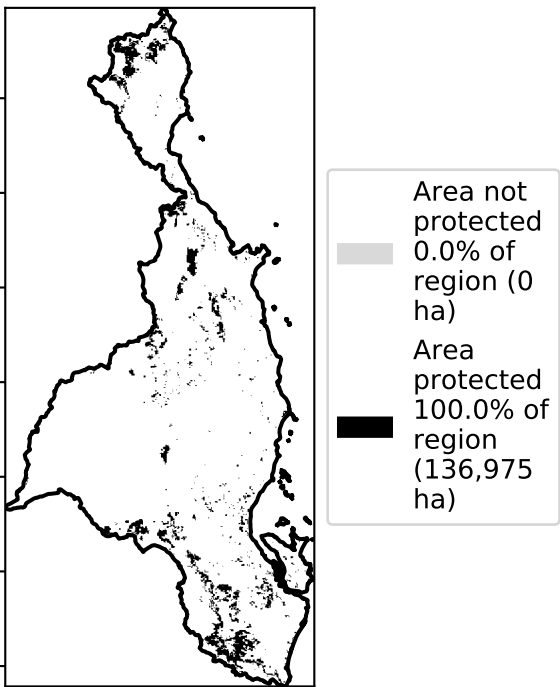 Area not
protected
0.0% of
region (0
ha)
Area
protected
100.0% of
region
(136,975
ha)